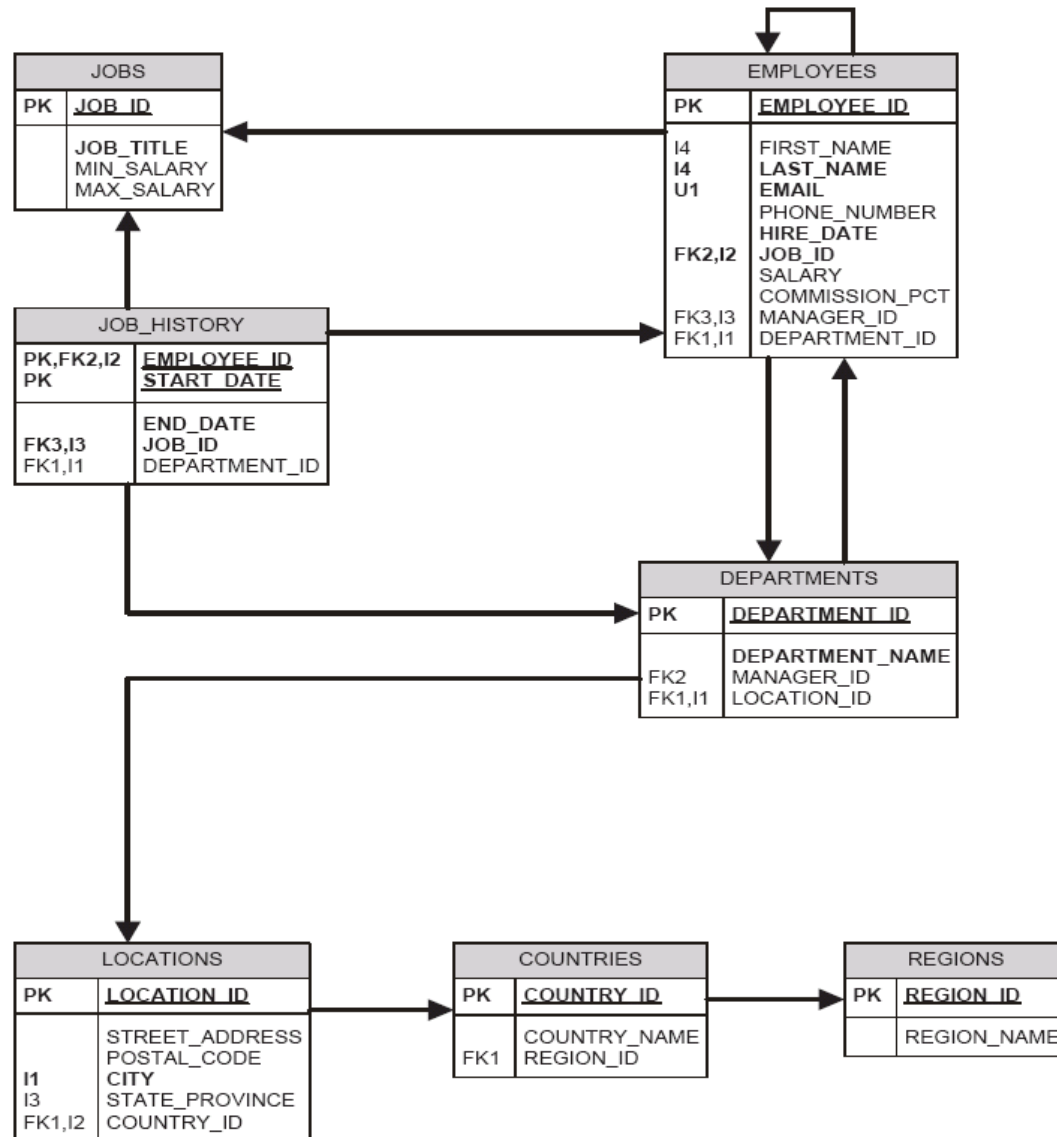 JOBS
PK JOB_ID
JOB_TITLE
MIN_SALARY
MAX_SALARY
EMPLOYEES
PK EMPLOYEE_ID
I4 FIRST_NAME
I4 LAST_NAME
U1 EMAIL
PHONE_NUMBER
HIRE_DATE
FK2,I2 JOB_ID
SALARY
COMMISSION_PCT
FK3,I3 MANAGER_ID
FK1,I1 DEPARTMENT_ID
JOB_HISTORY
PK,FK2,I2 EMPLOYEE_ID
PK START_DATE
END_DATE
FK3,I3 JOB_ID
FK1,I1 DEPARTMENT_ID
DEPARTMENTS
PK DEPARTMENT_ID
DEPARTMENT_NAME
FK2 MANAGER_ID
FK1,I1 LOCATION_ID
LOCATIONS
PK LOCATION_ID
STREET_ADDRESS
POSTAL_CODE
I1 CITY
I3 STATE_PROVINCE
FK1,I2 COUNTRY_ID
COUNTRIES
PK COUNTRY_ID
COUNTRY_NAME
FK1 REGION_ID
REGIONS
PK REGION_ID
REGION_NAME